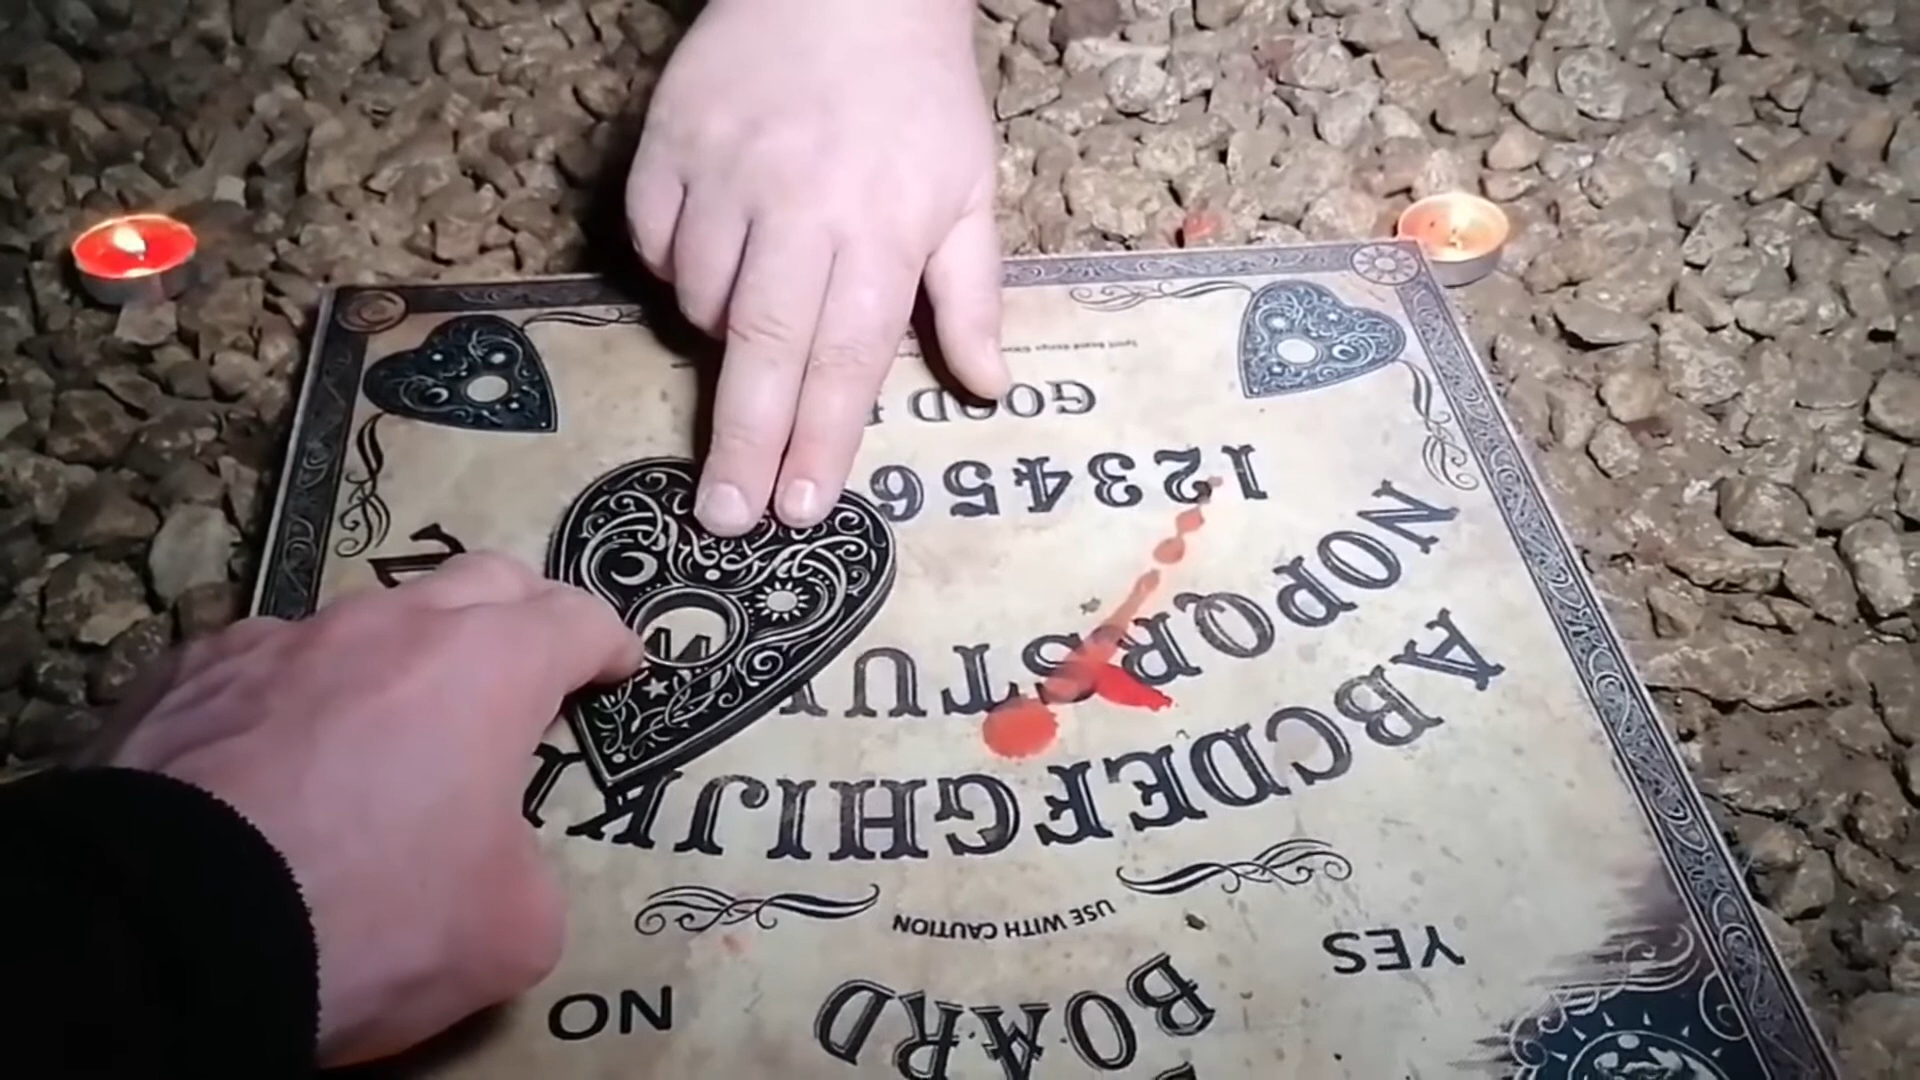 BOARD
YES
NO
USE WITH CAUTION
ABCDEFGHIJK
NOPQRSTU W Z
123456
GOOD